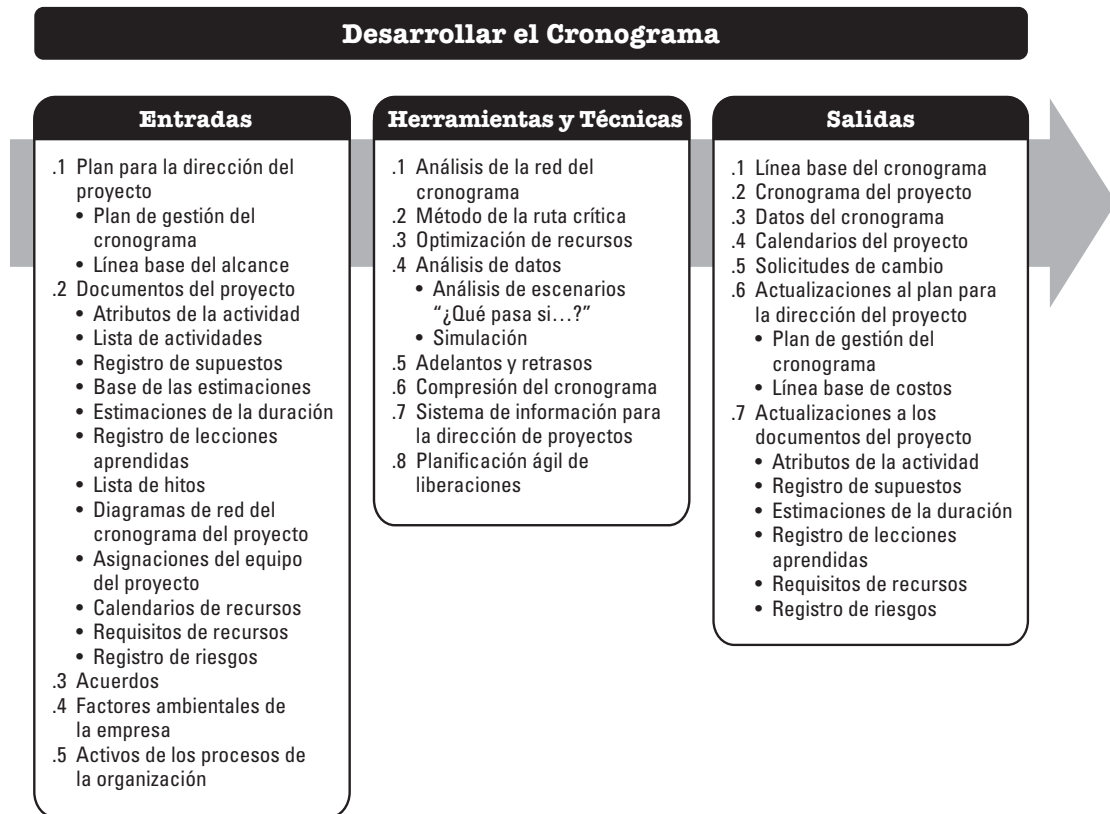 Desarrollar el Cronograma
Entradas
.1 Plan para la dirección del
proyecto
• Plan de gestión del
cronograma
• Línea base del alcance
.2 Documentos del proyecto
• Atributos de la actividad
• Lista de actividades
• Registro de supuestos
• Base de las estimaciones
• Estimaciones de la duración
• Registro de lecciones
aprendidas
• Lista de hitos
• Diagramas de red del
cronograma del proyecto
• Asignaciones del equipo
del proyecto
• Calendarios de recursos
• Requisitos de recursos
• Registro de riesgos
.3 Acuerdos
.4 Factores ambientales de
la empresa
.5 Activos de los procesos de
la organización
Herramientas y Técnicas
.1 Análisis de la red del
cronograma
.2 Método de la ruta crítica
.3 Optimización de recursos
.4 Análisis de datos
• Análisis de escenarios
“¿Qué pasa si…?”
• Simulación
.5 Adelantos y retrasos
.6 Compresión del cronograma
.7 Sistema de información para
la dirección de proyectos
.8 Planificación ágil de
liberaciones
Salidas
.1 Línea base del cronograma
.2 Cronograma del proyecto
.3 Datos del cronograma
.4 Calendarios del proyecto
.5 Solicitudes de cambio
.6 Actualizaciones al plan para
la dirección del proyecto
• Plan de gestión del
cronograma
• Línea base de costos
.7 Actualizaciones a los
documentos del proyecto
• Atributos de la actividad
• Registro de supuestos
• Estimaciones de la duración
• Registro de lecciones
aprendidas
• Requisitos de recursos
• Registro de riesgos